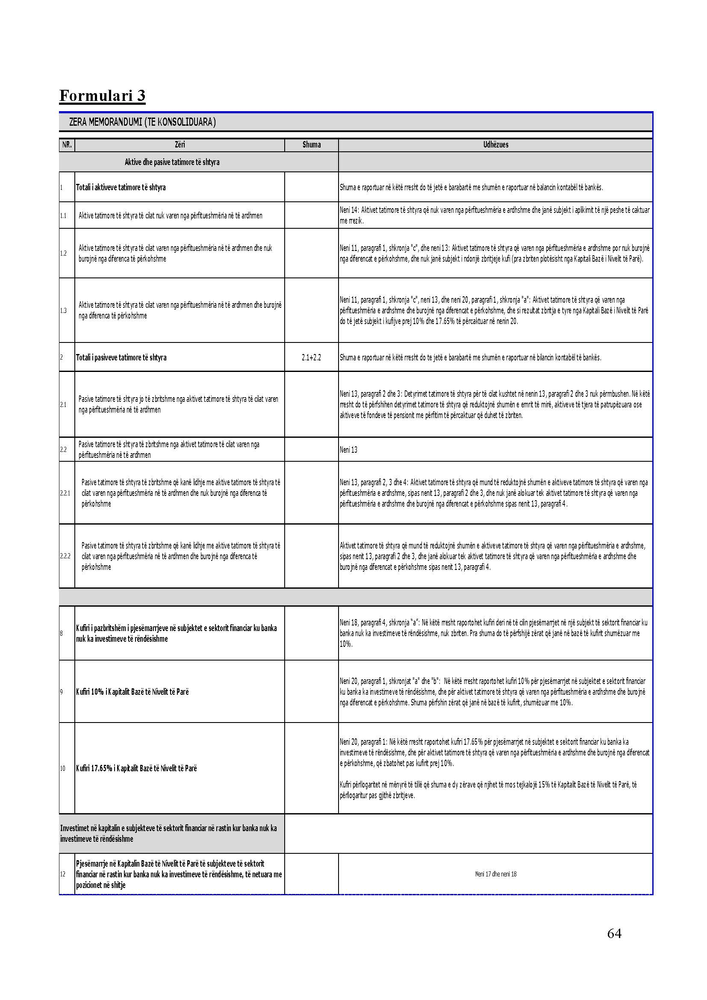 Formulari 3
ZERA MEMORANDUMI (TE KONSOLIDUARA)
NR. Zëri Shuma Udhëzues
Aktive dhe pasive tatimore të shtyra
1 Totali i aktiveve tatimore të shtyra Shuma e raportuar në këtë rresht do të jetë e barabartë me shumën e raportuar në balancin kontabël të bankës.
1.1 Aktive tatimore të shtyra të cilat nuk varen nga përfitueshmëria në të ardhmen
Neni 14: Aktivet tatimore të shtyra që nuk varen nga përfitueshmëria e ardhshme dhe janë subjekt i aplikimit të një peshe të caktuar
me rrezik.
1.2 Aktive tatimore të shtyra të cilat varen nga përfitueshmëria në të ardhmen dhe nuk
burojnë nga diferenca të përkohshme
Neni 11, paragrafi 1, shkronja "c", dhe neni 13: Aktivet tatimore të shtyra që varen nga përfitueshmëria e ardhshme por nuk burojnë
nga diferencat e përkohshme, dhe nuk janë subjekt i ndonjë zbritjeje kufi (pra zbriten plotësisht nga Kapitali Bazë i Nivelit të Parë).
1.3 Aktive tatimore të shtyra të cilat varen nga përfitueshmëria në të ardhmen dhe burojnë
nga diferenca të përkohshme
Neni 11, paragrafi 1, shkronja "c", neni 13, dhe neni 20, paragrafi 1, shkronja "a": Aktivet tatimore të shtyra që varen nga
përfitueshmëria e ardhshme dhe burojnë nga diferencat e përkohshme, dhe si rezultat zbritja e tyre nga Kapitali Bazë i Nivelit të Parë
do të jetë subjekt i kufijve prej 10% dhe 17.65% të përcaktuar në nenin 20.
2 Totali i pasiveve tatimore të shtyra 2.1+2.2 Shuma e raportuar në këtë rresht do te jetë e barabartë me shumën e raportuar në bilancin kontabël të bankës.
2.1 Pasive tatimore të shtyra jo të zbritshme nga aktivet tatimore të shtyra të cilat varen
nga përfitueshmëria në të ardhmen
Neni 13, paragrafi 2 dhe 3: Detyrimet tatimore të shtyra për të cilat kushtet në nenin 13, paragrafi 2 dhe 3 nuk përmbushen. Në këtë
rresht do të përfshihen detyrimet tatimore të shtyra që reduktojnë shumën e emrit të mirë, aktiveve të tjera të patrupëzuara ose
aktiveve të fondeve të pensionit me përfitim të përcaktuar që duhet të zbriten.
2.2 Pasive tatimore të shtyra të zbritshme nga aktivet tatimore të cilat varen nga
përfitueshmëria në të ardhmen
Neni 13
2.2.1 Pasive tatimore të shtyra të zbritshme që kanë lidhje me aktive tatimore të shtyra të
cilat varen nga përfitueshmëria në të ardhmen dhe nuk burojnë nga diferenca të
përkohshme
Neni 13, paragrafi 2, 3 dhe 4: Aktivet tatimore të shtyra që mund të reduktojnë shumën e aktiveve tatimore të shtyra që varen nga
përfitueshmëria e ardhshme, sipas nenit 13, paragrafi 2 dhe 3, dhe nuk janë alokuar tek aktivet tatimore të shtyra që varen nga
përfitueshmëria e ardhshme dhe burojnë nga diferencat e përkohshme sipas nenit 13, paragrafi 4.
2.2.2 Pasive tatimore të shtyra të zbritshme që kanë lidhje me aktive tatimore të shtyra të
cilat varen nga përfitueshmëria në të ardhmen dhe burojnë nga diferenca të
përkohshme
Aktivet tatimore të shtyra që mund të reduktojnë shumën e aktiveve tatimore të shtyra që varen nga përfitueshmëria e ardhshme,
sipas nenit 13, paragrafi 2 dhe 3, dhe janë alokuar tek aktivet tatimore të shtyra që varen nga përfitueshmëria e ardhshme dhe
burojnë nga diferencat e përkohshme sipas nenit 13, paragrafi 4.
8 Kufiri i pazbritshëm i pjesëmarrjeve në subjektet e sektorit financiar ku banka
nuk ka investimeve të rëndësishme
Neni 18, paragrafi 4, shkronja “a”: Në këtë rresht raportohet kufiri deri në të cilin pjesëmarrjet në një subjekt të sektorit financiar ku
banka nuk ka investimeve të rëndësishme, nuk zbriten. Pra shuma do të përfshijë zërat që janë në bazë të kufirit shumëzuar me
10%.
9 Kufiri 10% i Kapitalit Bazë të Nivelit të Parë
Neni 20, paragrafi 1, shkronjat "a" dhe "b": Në këtë rresht raportohet kufiri 10% për pjesëmarrjet në subjektet e sektorit financiar
ku banka ka investimeve të rëndësishme, dhe për aktivet tatimore të shtyra që varen nga përfitueshmëria e ardhshme dhe burojnë
nga diferencat e përkohshme. Shuma përfshin zërat që janë në bazë të kufirit, shumëzuar me 10%.
10 Kufiri 17.65% i Kapitalit Bazë të Nivelit të Parë
Neni 20, paragrafi 1: Në këtë rresht raportohet kufiri 17.65% për pjesëmarrjet në subjektet e sektorit financiar ku banka ka
investimeve të rëndësishme, dhe për aktivet tatimore të shtyra që varen nga përfitueshmëria e ardhshme dhe burojnë nga diferencat
e përkohshme, që zbatohet pas kufirit prej 10%.
Kufiri përllogaritet në mënyrë të tillë që shuma e dy zërave që njihet të mos tejkalojë 15% të Kapitalit Bazë të Nivelit të Parë, të
përllogaritur pas gjithë zbritjeve.
Investimet në kapitalin e subjekteve të sektorit financiar në rastin kur banka nuk ka
investimeve të rëndësishme
12 Pjesëmarrje në Kapitalin Bazë të Nivelit të Parë të subjekteve të sektorit
financiar në rastin kur banka nuk ka investimeve të rëndësishme, të netuara me
pozicionet në shitje
Neni 17 dhe neni 18
64